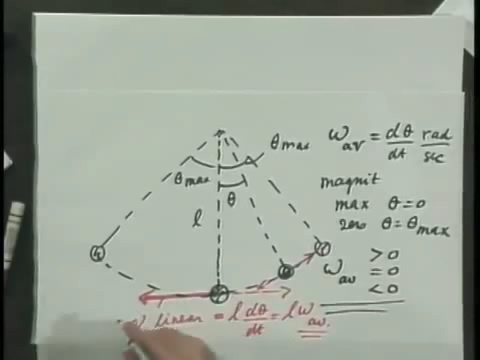 θmax
θmax
θ
l
ω_av = dθ/dt rad/sec
magnit
max θ = 0
zero θ = θmax
ω_av > 0
= 0
< 0
linear = l dθ/dt = l ω_av.